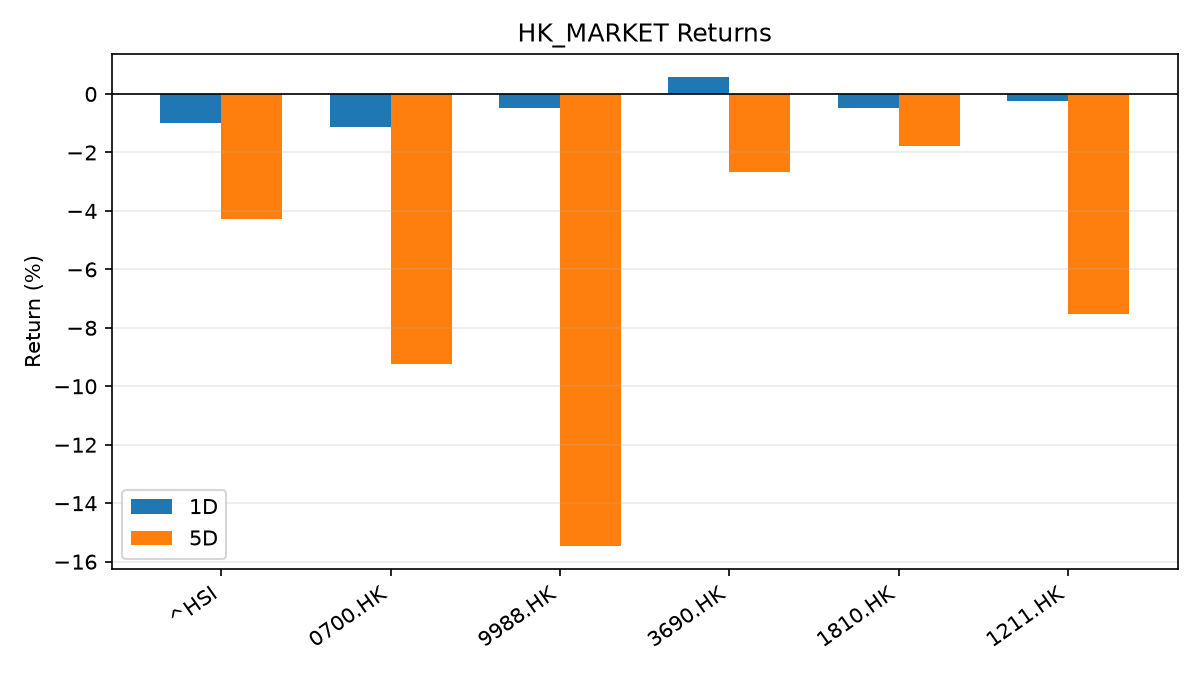 HK_MARKET Returns
Return (%)
0
−2
−4
−6
−8
−10
−12
−14
−16
1D
5D
^HSI
0700.HK
9988.HK
3690.HK
1810.HK
1211.HK